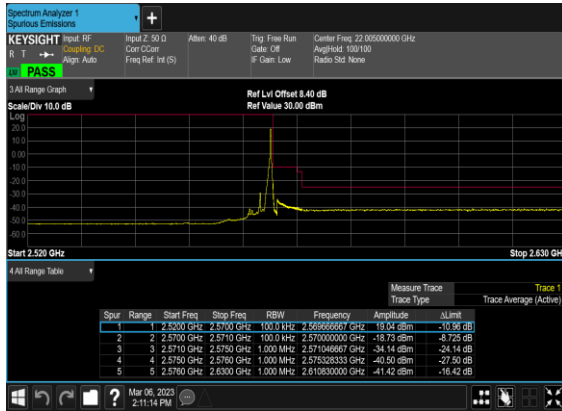 Spectrum Analyzer 1
Spurious Emissions
+
KEYSIGHT Input: RF Input Z: 50 Ω Atten: 40 dB Trig: Free Run Center Freq: 22.005000000 GHz
R T Coupling: DC Corr CCorr Gate: Off Avg|Hold: 100/100
Align: Auto Freq Ref: Int (S) IF Gain: Low Radio Std: None
PASS
3 All Range Graph
Ref Lvl Offset 8.40 dB
Scale/Div 10.0 dB Ref Value 30.00 dBm
Log
20.0
10.0
0.00
-10.0
-20.0
-30.0
-40.0
-50.0
-60.0
Start 2.520 GHz Stop 2.630 GH
4 All Range Table
Measure Trace Trace 1
Trace Type Trace Average (Active)
Spur Range Start Freq Stop Freq RBW Frequency Amplitude ΔLimit
1 1 2.5200 GHz 2.5700 GHz 100.0 kHz 2.569666667 GHz 19.04 dBm -10.96 dB
2 2 2.5700 GHz 2.5710 GHz 100.0 kHz 2.570000000 GHz -18.73 dBm -8.725 dB
3 3 2.5710 GHz 2.5750 GHz 1.000 MHz 2.571046667 GHz -34.14 dBm -24.14 dB
4 4 2.5750 GHz 2.5760 GHz 1.000 MHz 2.575328333 GHz -40.50 dBm -27.50 dB
5 5 2.5760 GHz 2.6300 GHz 1.000 MHz 2.610830000 GHz -41.42 dBm -16.42 dB
? Mar 06, 2023
2:11:14 PM